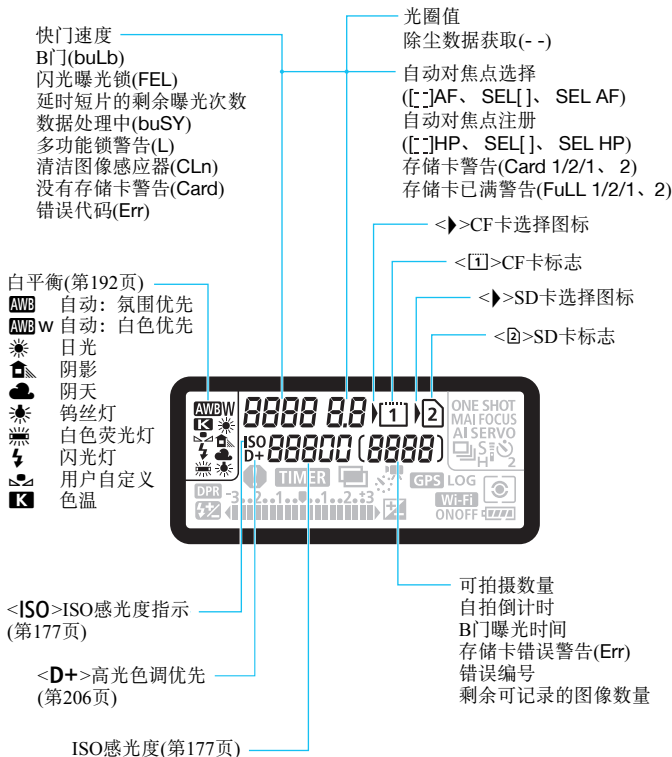 快门速度
B门(buLb)
闪光曝光锁(FEL)
延时短片的剩余曝光次数
数据处理中(buSY)
多功能锁警告(L)
清洁图像感应器(CLn)
没有存储卡警告(Card)
错误代码(Err)
光圈值
除尘数据获取(- -)
自动对焦点选择
([ ]AF、 SEL[ ]、 SEL AF)
自动对焦点注册
([ ]HP、 SEL[ ]、 SEL HP)
存储卡警告(Card 1/2/1、 2)
存储卡已满警告(FuLL 1/2/1、2)
<>CF卡选择图标
<1>CF卡标志
<>SD卡选择图标
<2>SD卡标志
白平衡(第192页)
AWB 自动：氛围优先
AWB W 自动：白色优先
日光
阴影
阴天
钨丝灯
白色荧光灯
闪光灯
用户自定义
K 色温
AWB W 8888 8.8 1 2 ONE SHOT
K MAI FOCUS
ISO AI SERVO
D+ 88800 (8888) S H i 2
TIMER GPS LOG
DPR -3..2..1..0..1..2.+3 Wi-Fi
ONOFF
<ISO>ISO感光度指示
(第177页)
<D+>高光色调优先
(第206页)
ISO感光度(第177页)
可拍摄数量
自拍倒计时
B门曝光时间
存储卡错误警告(Err)
错误编号
剩余可记录的图像数量